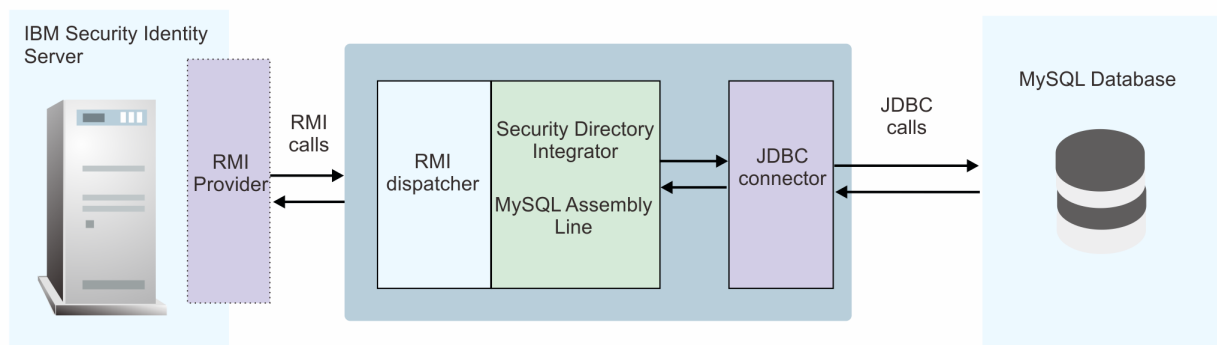 IBM Security Identity
Server
RMI
Provider
RMI
calls
RMI
dispatcher
Security Directory
Integrator
MySQL Assembly
Line
JDBC
connector
JDBC
calls
MySQL Database